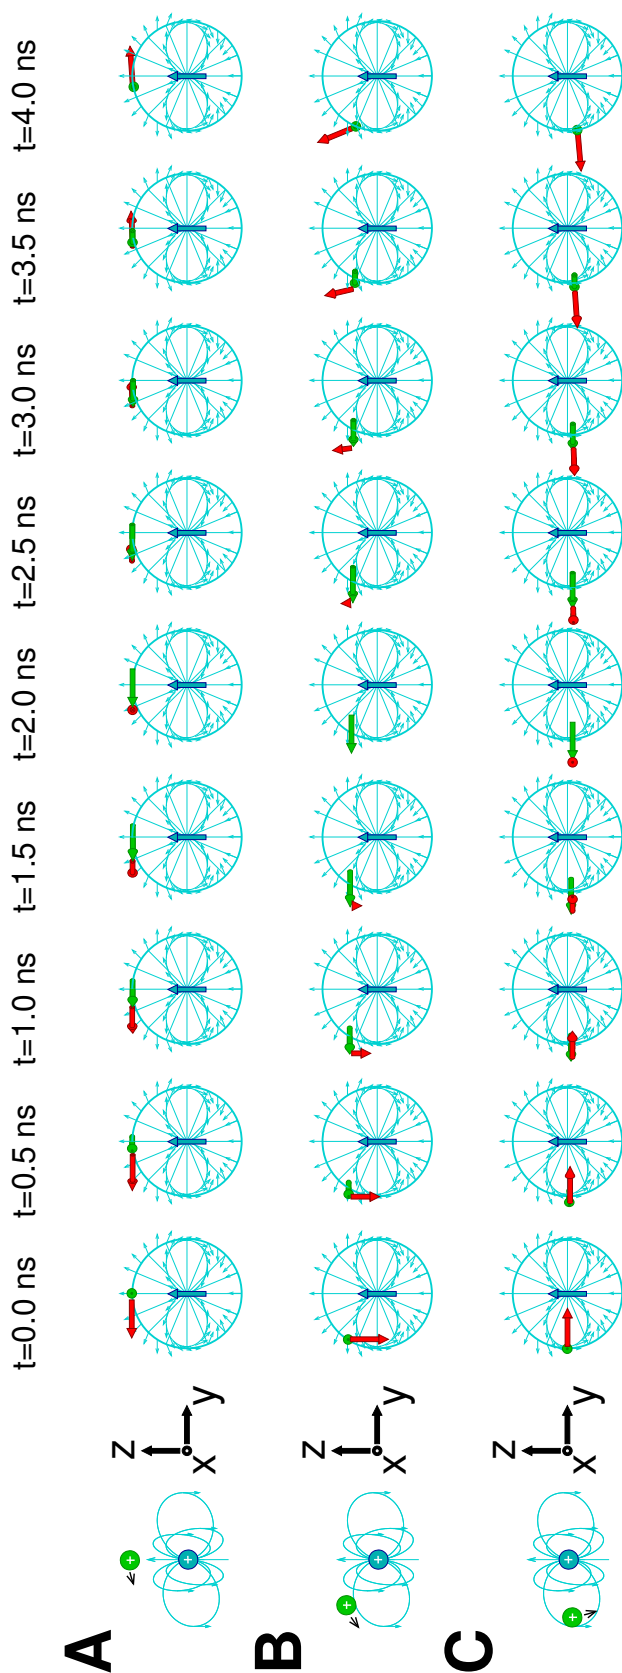 t=0.0 ns
t=0.5 ns
t=1.0 ns
t=1.5 ns
t=2.0 ns
t=2.5 ns
t=3.0 ns
t=3.5 ns
t=4.0 ns
A
+
+
z
y
x
B
+
+
z
y
x
C
+
+
z
y
x